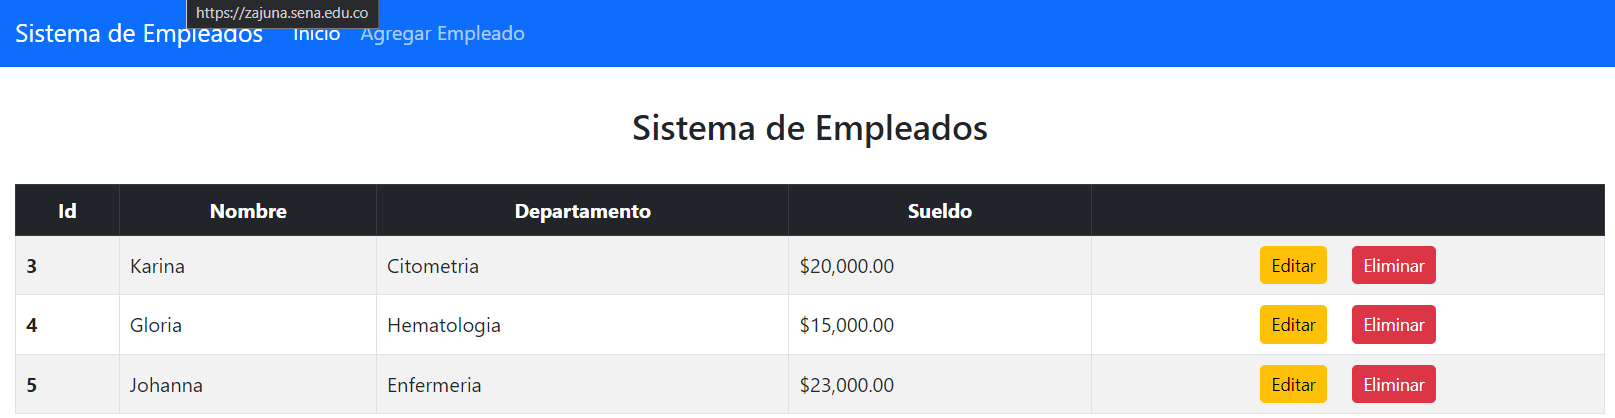 https://zajuna.sena.edu.co
Sistema de Empleados Inicio Agregar Empleado
Sistema de Empleados
Id Nombre Departamento Sueldo
3 Karina Citometria $20,000.00 Editar Eliminar
4 Gloria Hematologia $15,000.00 Editar Eliminar
5 Johanna Enfermeria $23,000.00 Editar Eliminar